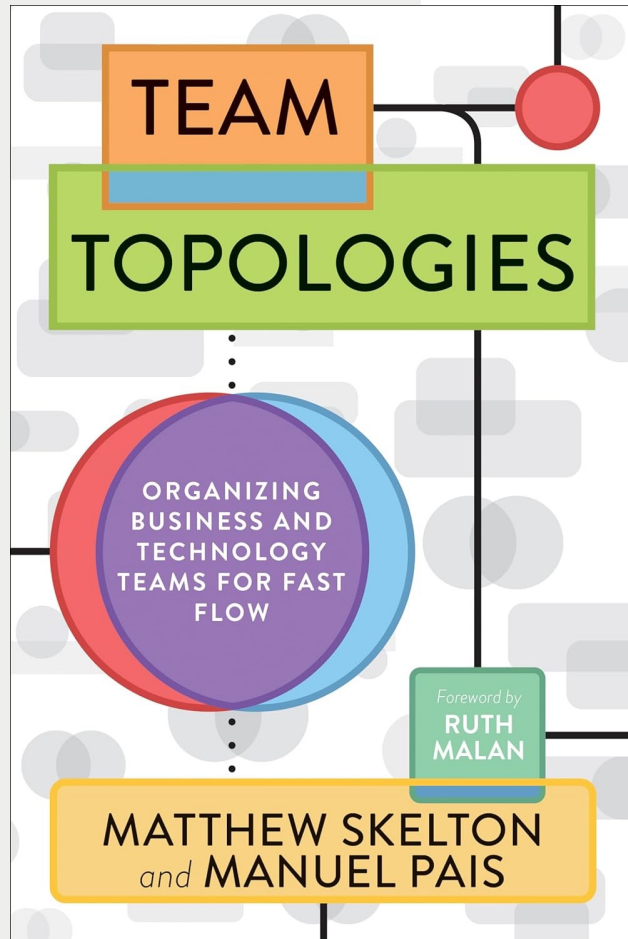 TEAM
TOPOLOGIES
ORGANIZING
BUSINESS AND
TECHNOLOGY
TEAMS FOR FAST
FLOW
Foreword by
RUTH
MALAN
MATTHEW SKELTON
and MANUEL PAIS